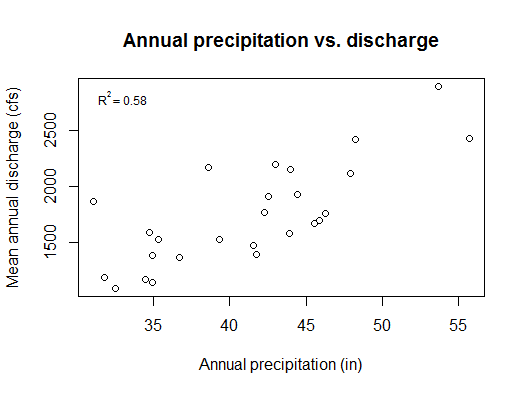 Annual precipitation vs. discharge
R2 = 0.58
Mean annual discharge (cfs)
2500
2000
1500
35 40 45 50 55
Annual precipitation (in)